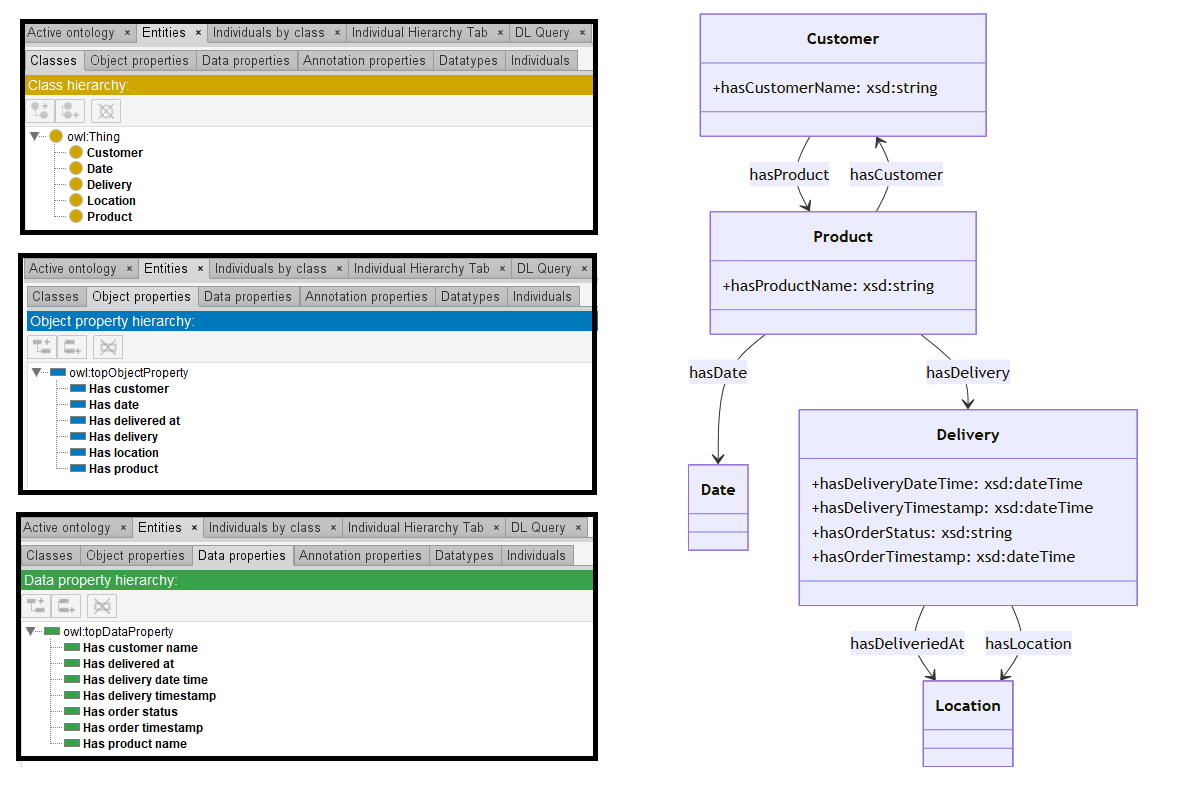 Active ontology × Entities × Individuals by class × Individual Hierarchy Tab × DL Query ×
Classes Object properties Data properties Annotation properties Datatypes Individuals
Class hierarchy:
owl:Thing
Customer
Date
Delivery
Location
Product
Active ontology × Entities × Individuals by class × Individual Hierarchy Tab × DL Query ×
Classes Object properties Data properties Annotation properties Datatypes Individuals
Object property hierarchy:
owl:topObjectProperty
Has customer
Has date
Has delivered at
Has delivery
Has location
Has product
Active ontology × Entities × Individuals by class × Individual Hierarchy Tab × DL Query ×
Classes Object properties Data properties Annotation properties Datatypes Individuals
Data property hierarchy:
owl:topDataProperty
Has customer name
Has delivered at
Has delivery date time
Has delivery timestamp
Has order status
Has order timestamp
Has product name
Customer
+hasCustomerName: xsd:string
hasProduct hasCustomer
Product
+hasProductName: xsd:string
hasDate hasDelivery
Delivery
+hasDeliveryDateTime: xsd:dateTime
+hasDeliveryTimestamp: xsd:dateTime
+hasOrderStatus: xsd:string
+hasOrderTimestamp: xsd:dateTime
Date
hasDeliveriedAt hasLocation
Location